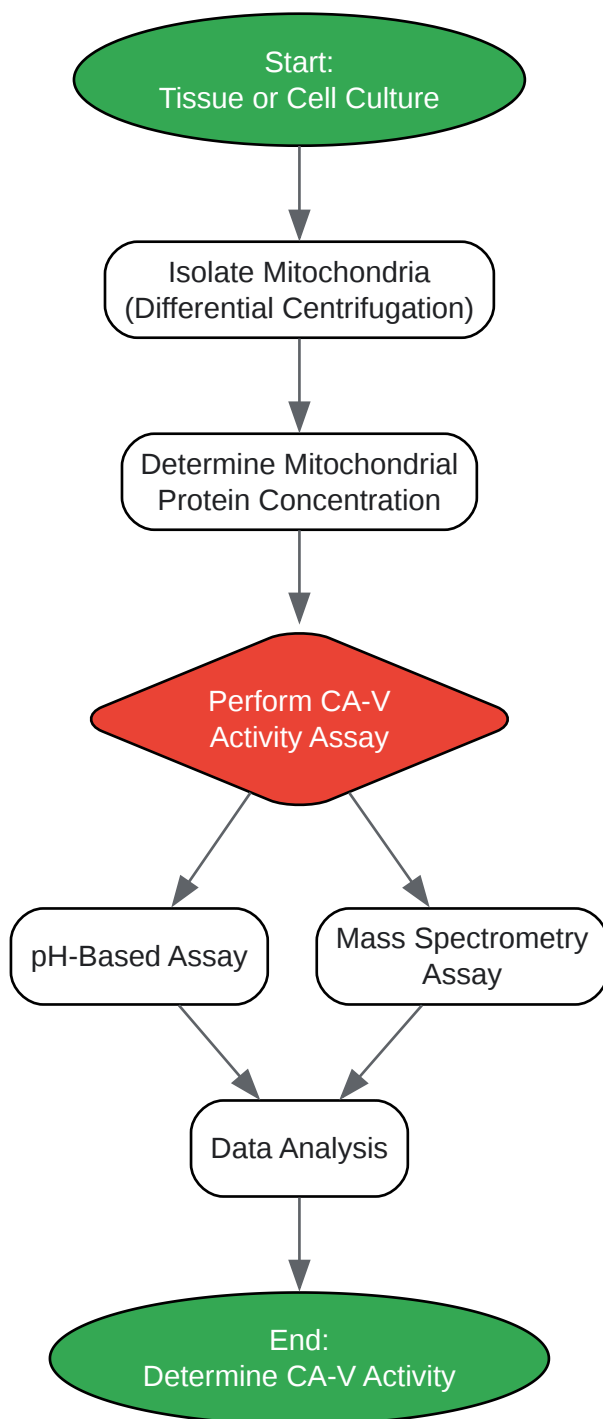 Start:
Tissue or Cell Culture
Isolate Mitochondria
(Differential Centrifugation)
Determine Mitochondrial
Protein Concentration
Perform CA-V
Activity Assay
pH-Based Assay
Mass Spectrometry
Assay
Data Analysis
End:
Determine CA-V Activity